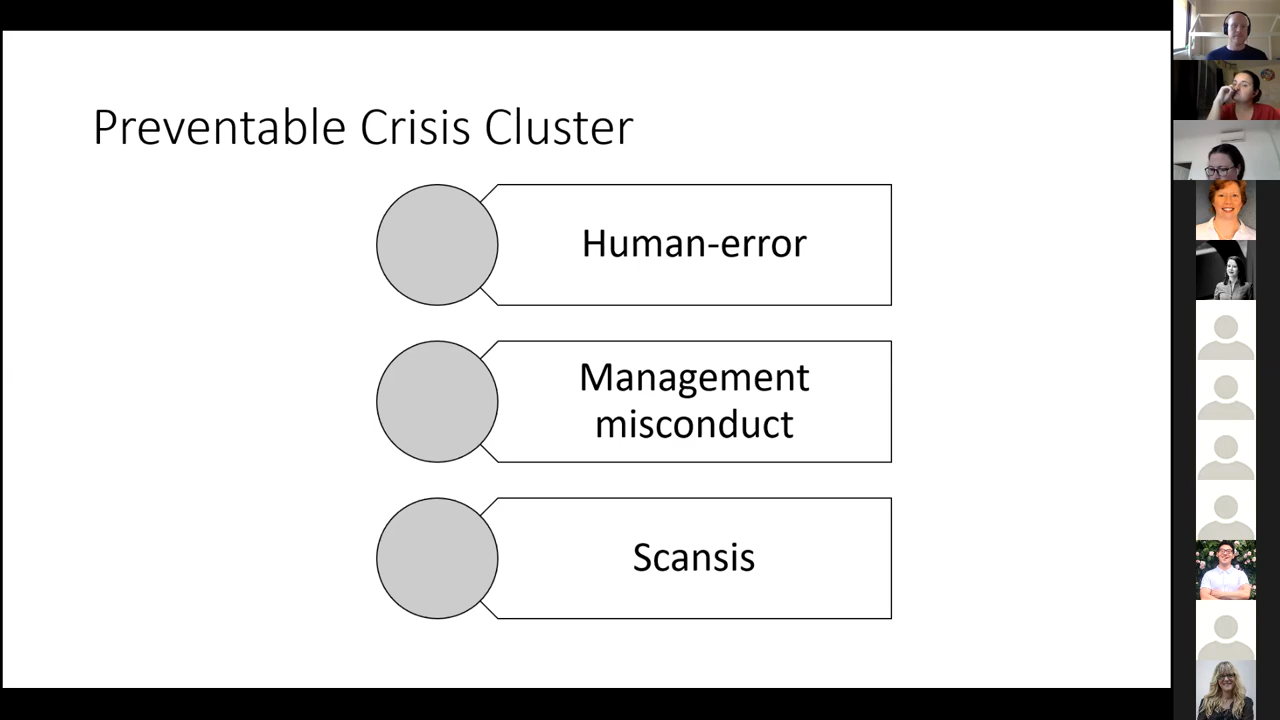 Preventable Crisis Cluster
Human-error
Management
misconduct
Scansis